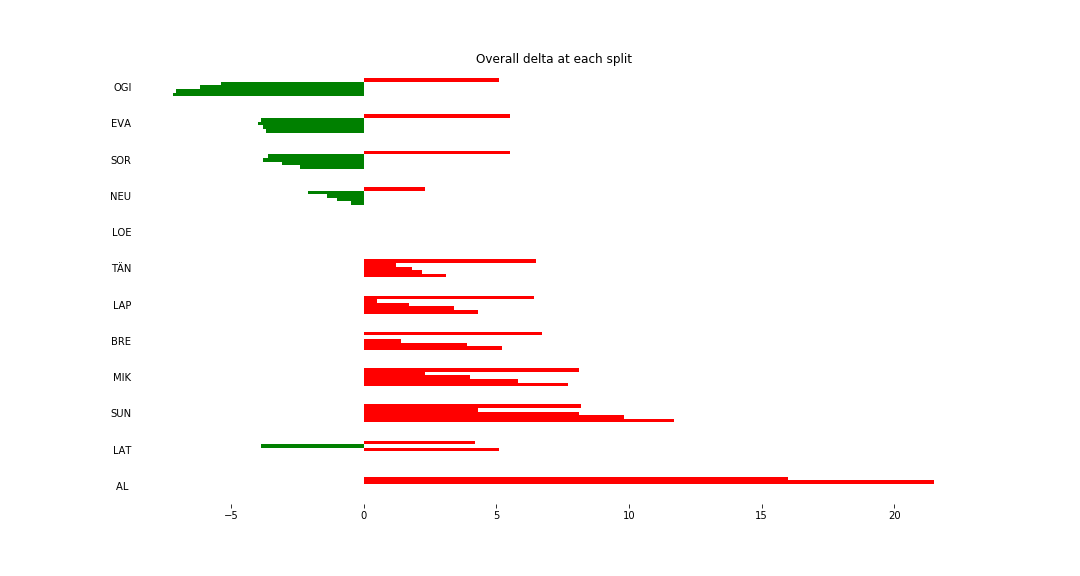 Overall delta at each split
OGI
EVA
SOR
NEU
LOE
TÄN
LAP
BRE
MIK
SUN
LAT
AL
−5 0 5 10 15 20